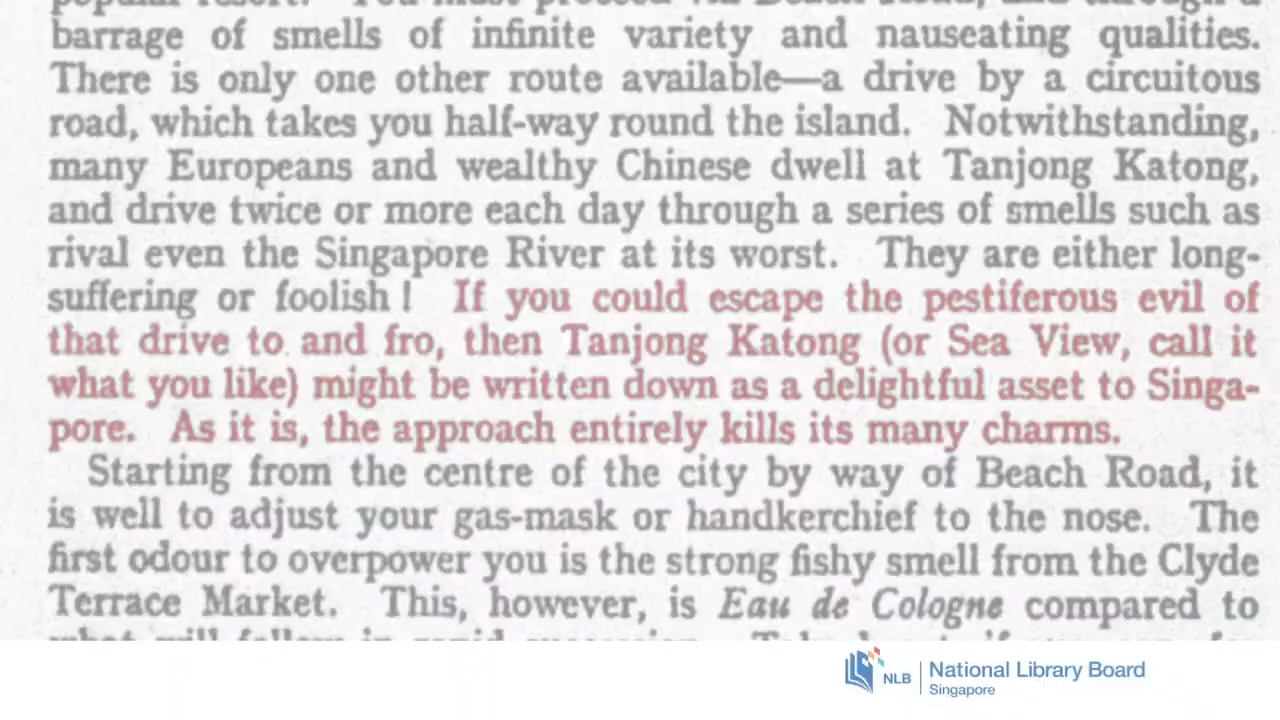 barrage of smells of infinite variety and nauseating qualities.
There is only one other route available—a drive by a circuitous
road, which takes you half-way round the island. Notwithstanding,
many Europeans and wealthy Chinese dwell at Tanjong Katong,
and drive twice or more each day through a series of smells such as
rival even the Singapore River at its worst. They are either long-
suffering or foolish! If you could escape the pestiferous evil of
that drive to and fro, then Tanjong Katong (or Sea View, call it
what you like) might be written down as a delightful asset to Singa-
pore. As it is, the approach entirely kills its many charms.
Starting from the centre of the city by way of Beach Road, it
is well to adjust your gas-mask or handkerchief to the nose. The
first odour to overpower you is the strong fishy smell from the Clyde
Terrace Market. This, however, is Eau de Cologne compared to
NLB
National Library Board
Singapore